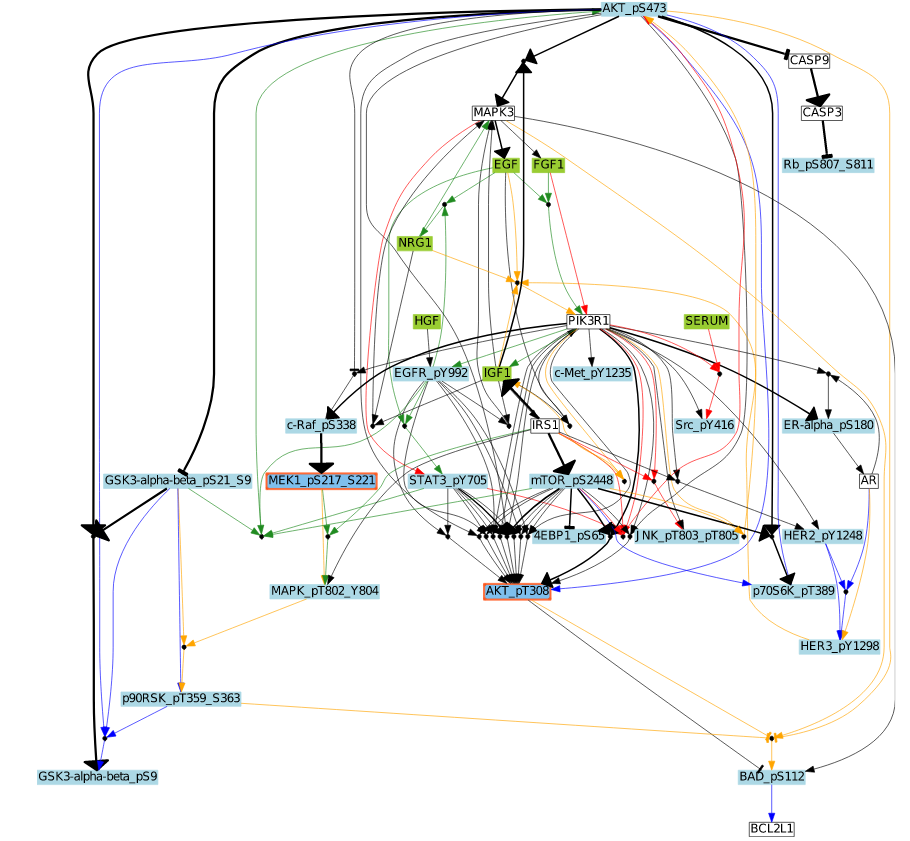 AKT_pS473
CASP9
MAPK3
CASP3
EGF
FGF1
Rb_pS807_S811
NRG1
HGF
PIK3R1
SERUM
EGFR_pY992
IGF1
c-Met_pY1235
c-Raf_pS338
IRS1
Src_pY416
ER-alpha_pS180
GSK3-alpha-beta_pS21_S9
MEK1_pS217_S221
STAT3_pY705
mTOR_pS2448
AR
4EBP1_pS65
JNK_pT803_pT805
HER2_pY1248
MAPK_pT802_Y804
AKT_pT308
p70S6K_pT389
HER3_pY1298
p90RSK_pT359_S363
GSK3-alpha-beta_pS9
BAD_pS112
BCL2L1